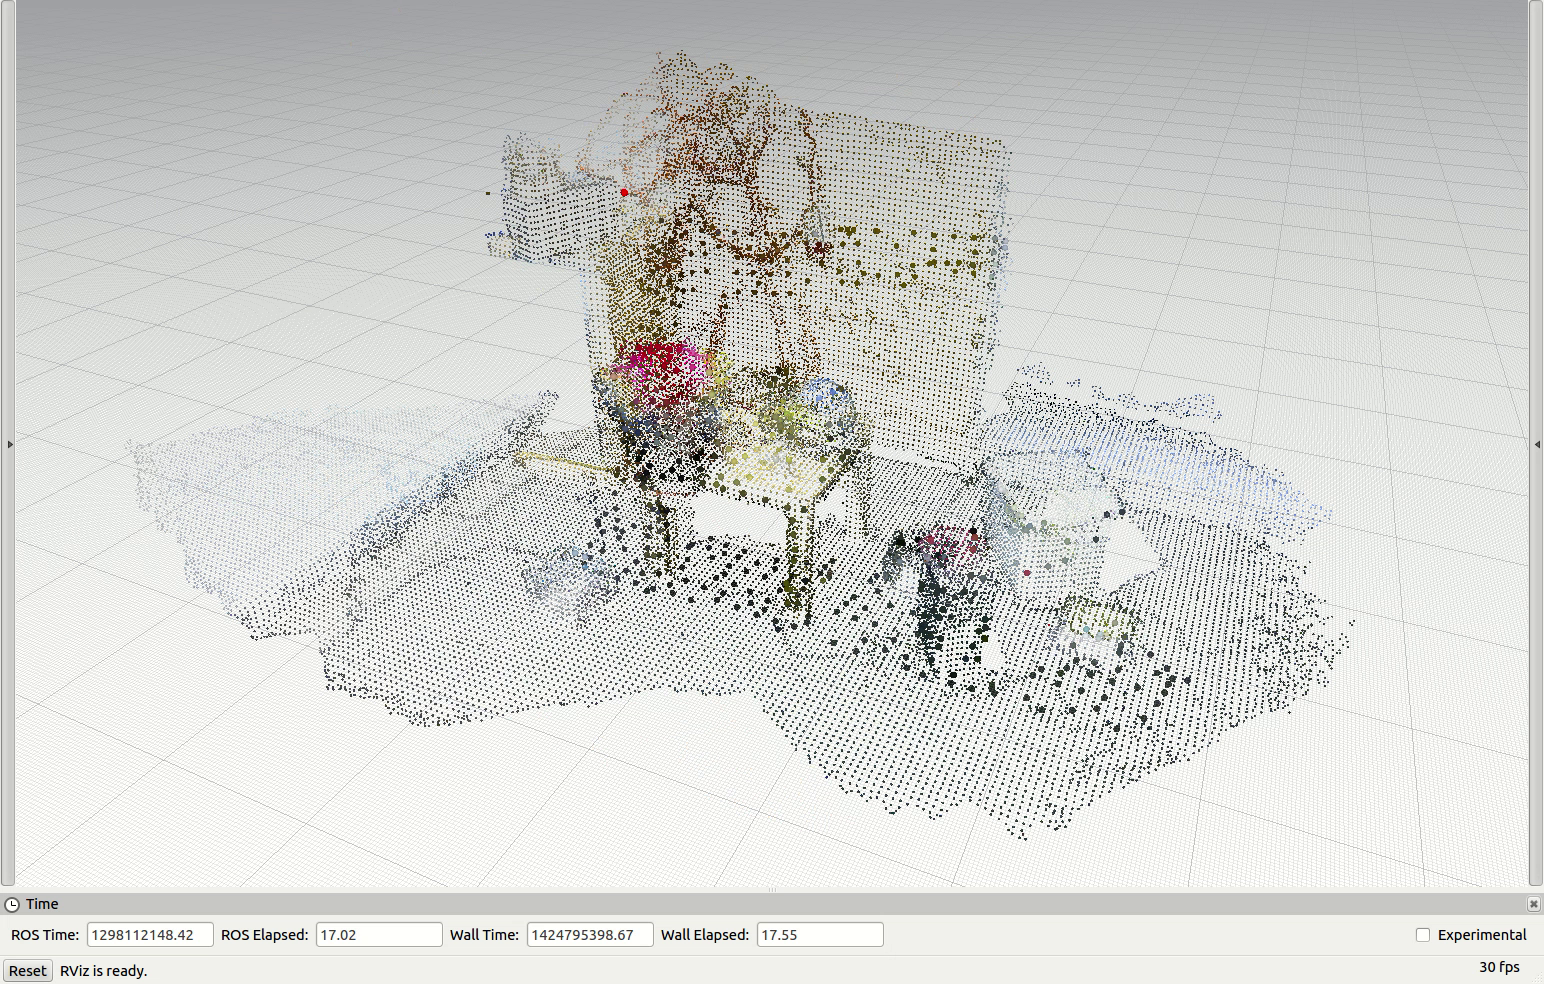 Time
ROS Time: 1298112148.42 ROS Elapsed: 17.02 Wall Time: 1424795398.67 Wall Elapsed: 17.55 Experimental
Reset RViz is ready. 30 fps